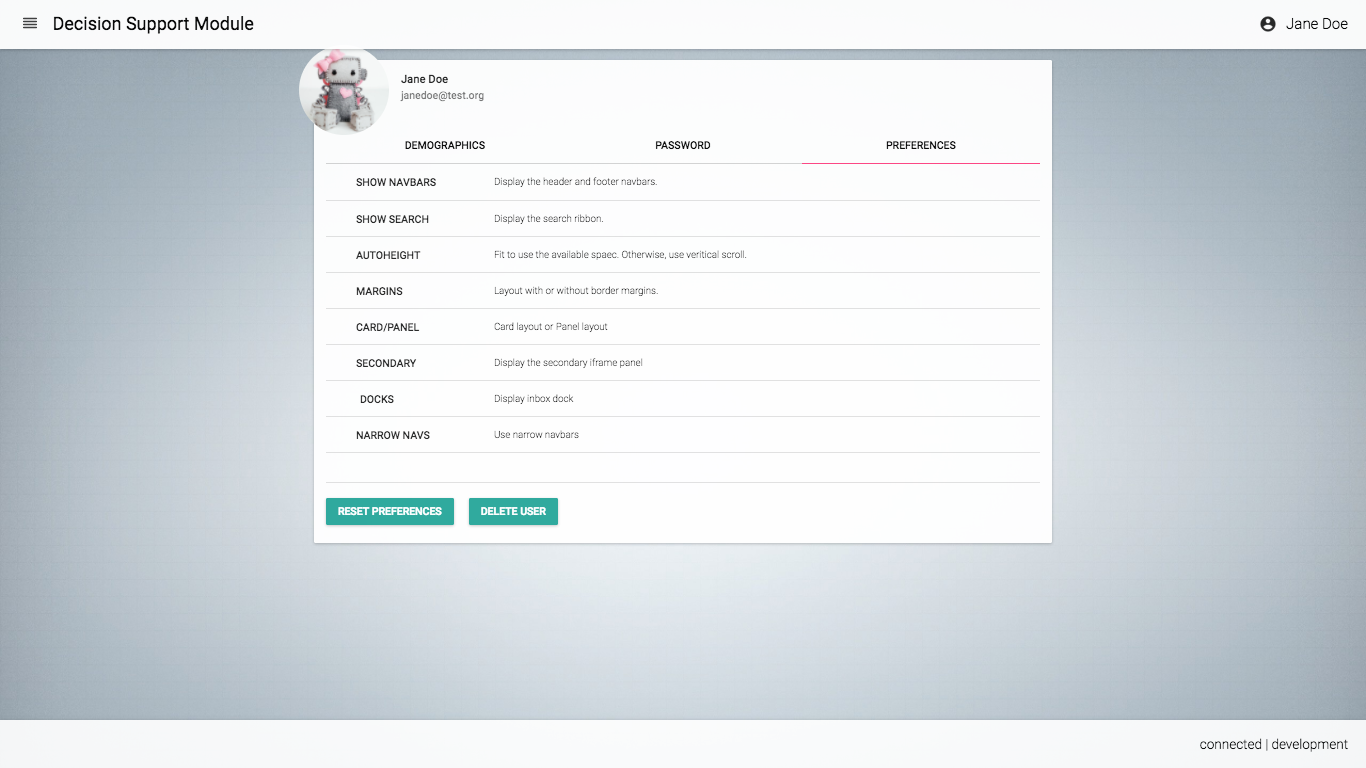 Decision Support Module
Jane Doe
Jane Doe
janedoe@test.org
DEMOGRAPHICS PASSWORD PREFERENCES
SHOW NAVBARS Display the header and footer navbars.
SHOW SEARCH Display the search ribbon.
AUTOHEIGHT Fit to use the available spaec. Otherwise, use veritical scroll.
MARGINS Layout with or without border margins.
CARD/PANEL Card layout or Panel layout
SECONDARY Display the secondary iframe panel
DOCKS Display inbox dock
NARROW NAVS Use narrow navbars
RESET PREFERENCES DELETE USER
connected | development